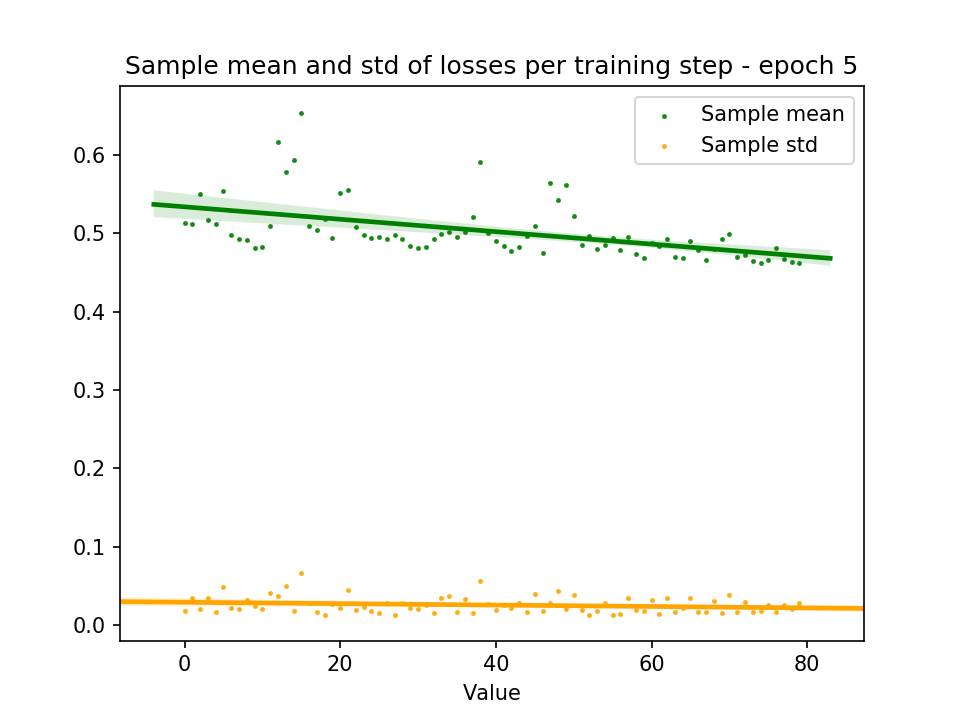 Sample mean and std of losses per training step - epoch 5
Sample mean
Sample std
0.6
0.5
0.4
0.3
0.2
0.1
0.0
0 20 40 60 80
Value